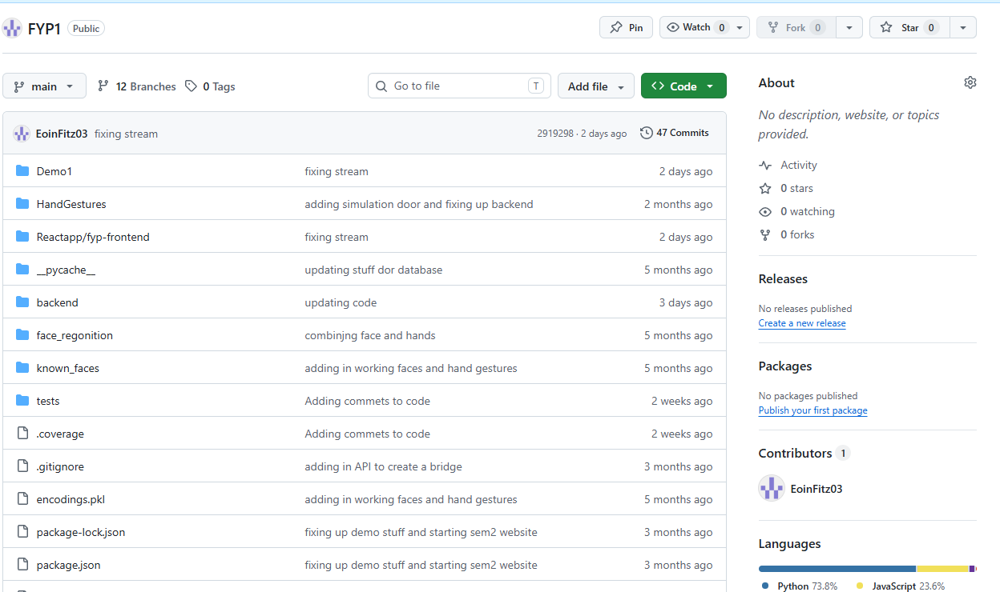 FYP1 Public
Pin Watch 0 Fork 0 Star 0
main 12 Branches 0 Tags
Go to file T Add file Code
EoinFitz03 fixing stream 2919298 · 2 days ago 47 Commits
Demo1 fixing stream 2 days ago
HandGestures adding simulation door and fixing up backend 2 months ago
Reactapp/fyp-frontend fixing stream 2 days ago
__pycache__ updating stuff dor database 5 months ago
backend updating code 3 days ago
face_regonition combinjng face and hands 5 months ago
known_faces adding in working faces and hand gestures 5 months ago
tests Adding commets to code 2 weeks ago
.coverage Adding commets to code 2 weeks ago
.gitignore adding in API to create a bridge 3 months ago
encodings.pkl adding in working faces and hand gestures 5 months ago
package-lock.json fixing up demo stuff and starting sem2 website 3 months ago
package.json fixing up demo stuff and starting sem2 website 3 months ago
About
No description, website, or topics
provided.
Activity
0 stars
0 watching
0 forks
Releases
No releases published
Create a new release
Packages
No packages published
Publish your first package
Contributors 1
EoinFitz03
Languages
Python 73.8% JavaScript 23.6%